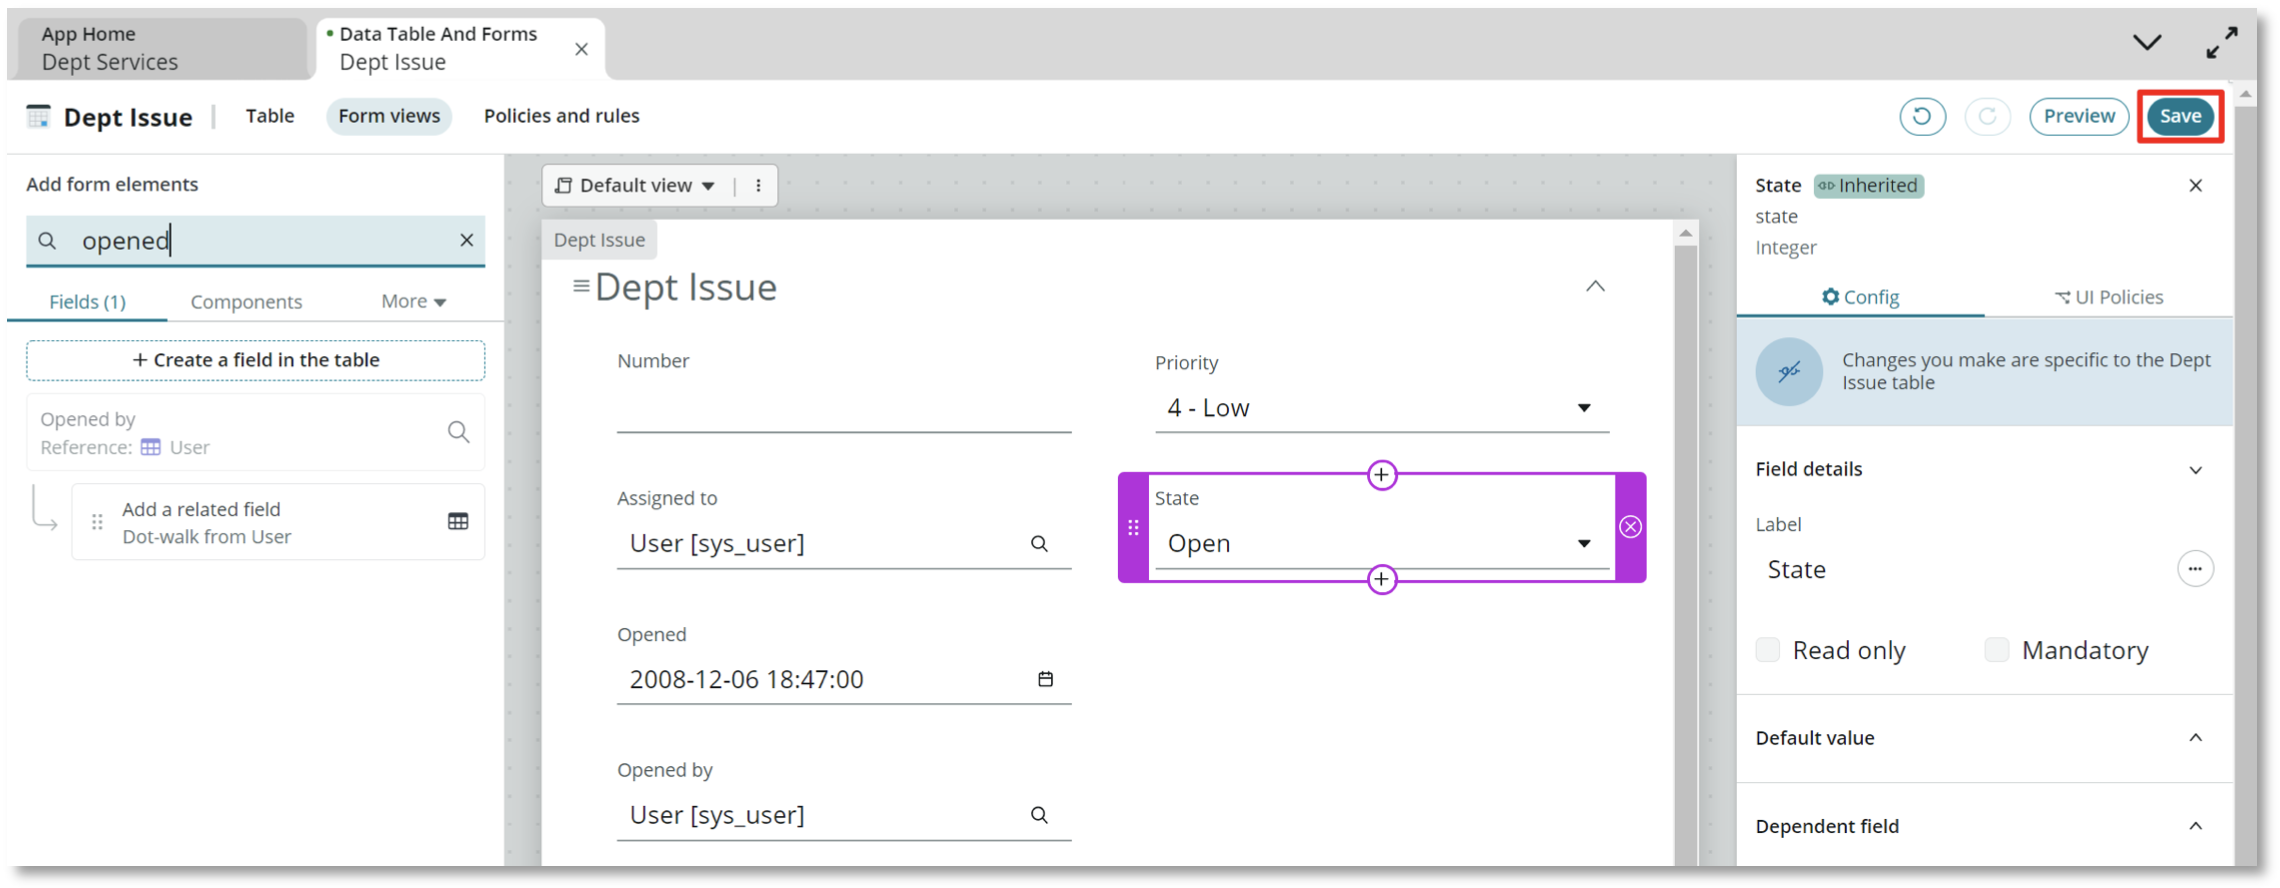 App Home
Dept Services
Data Table And Forms
Dept Issue
Dept Issue
Table
Form views
Policies and rules
Preview
Save
Add form elements
opened
Fields (1)
Components
More
+ Create a field in the table
Opened by
Reference: User
Add a related field
Dot-walk from User
Default view
Dept Issue
Dept Issue
Number
Priority
4 - Low
Assigned to
User [sys_user]
State
Open
Opened
2008-12-06 18:47:00
Opened by
User [sys_user]
State Inherited
state
Integer
Config
UI Policies
Changes you make are specific to the Dept
Issue table
Field details
Label
State
Read only
Mandatory
Default value
Dependent field